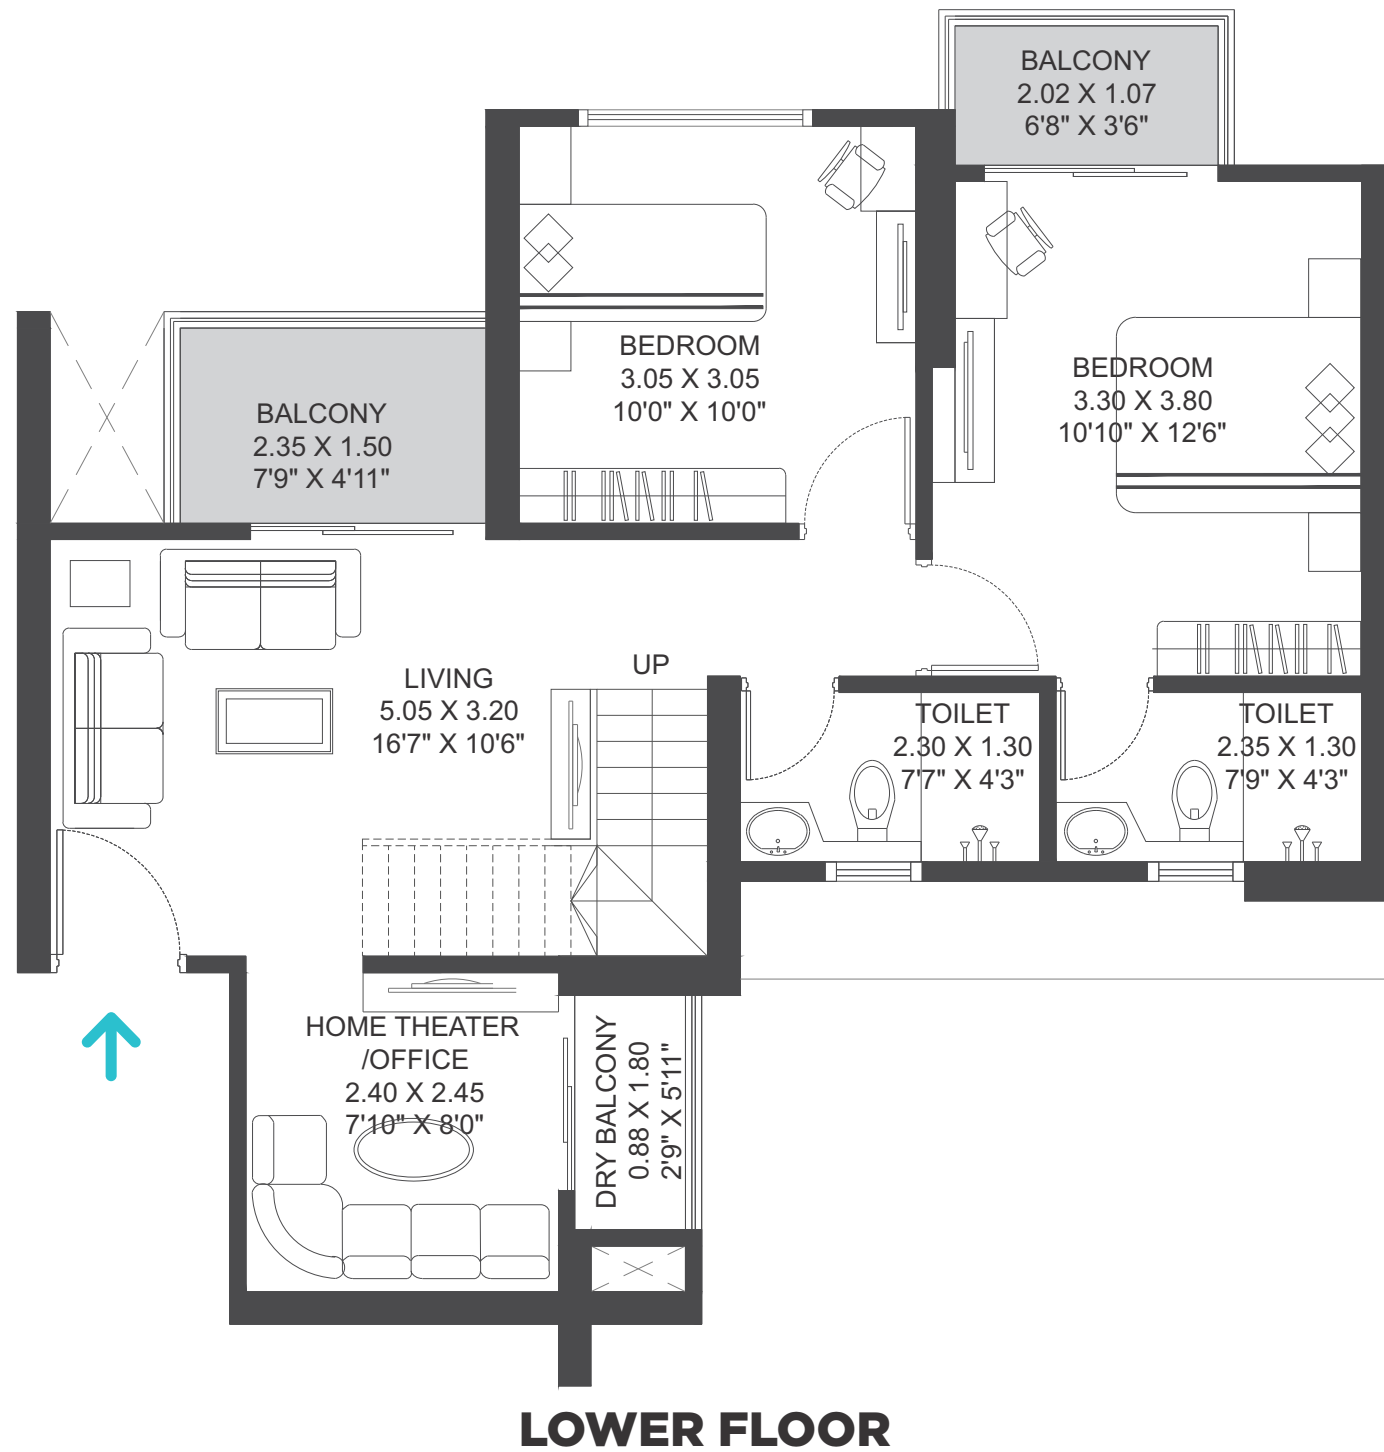 BALCONY
2.02 X 1.07
6'8" X 3'6"
BEDROOM
3.05 X 3.05
10'0" X 10'0"
BEDROOM
3.30 X 3.80
10'10" X 12'6"
BALCONY
2.35 X 1.50
7'9" X 4'11"
LIVING
5.05 X 3.20
16'7" X 10'6"
UP
TOILET
2.30 X 1.30
7'7" X 4'3"
TOILET
2.35 X 1.30
7'9" X 4'3"
HOME THEATER
/OFFICE
2.40 X 2.45
7'10" X 8'0"
DRY BALCONY
0.88 X 1.80
2'9" X 5'11"
LOWER FLOOR